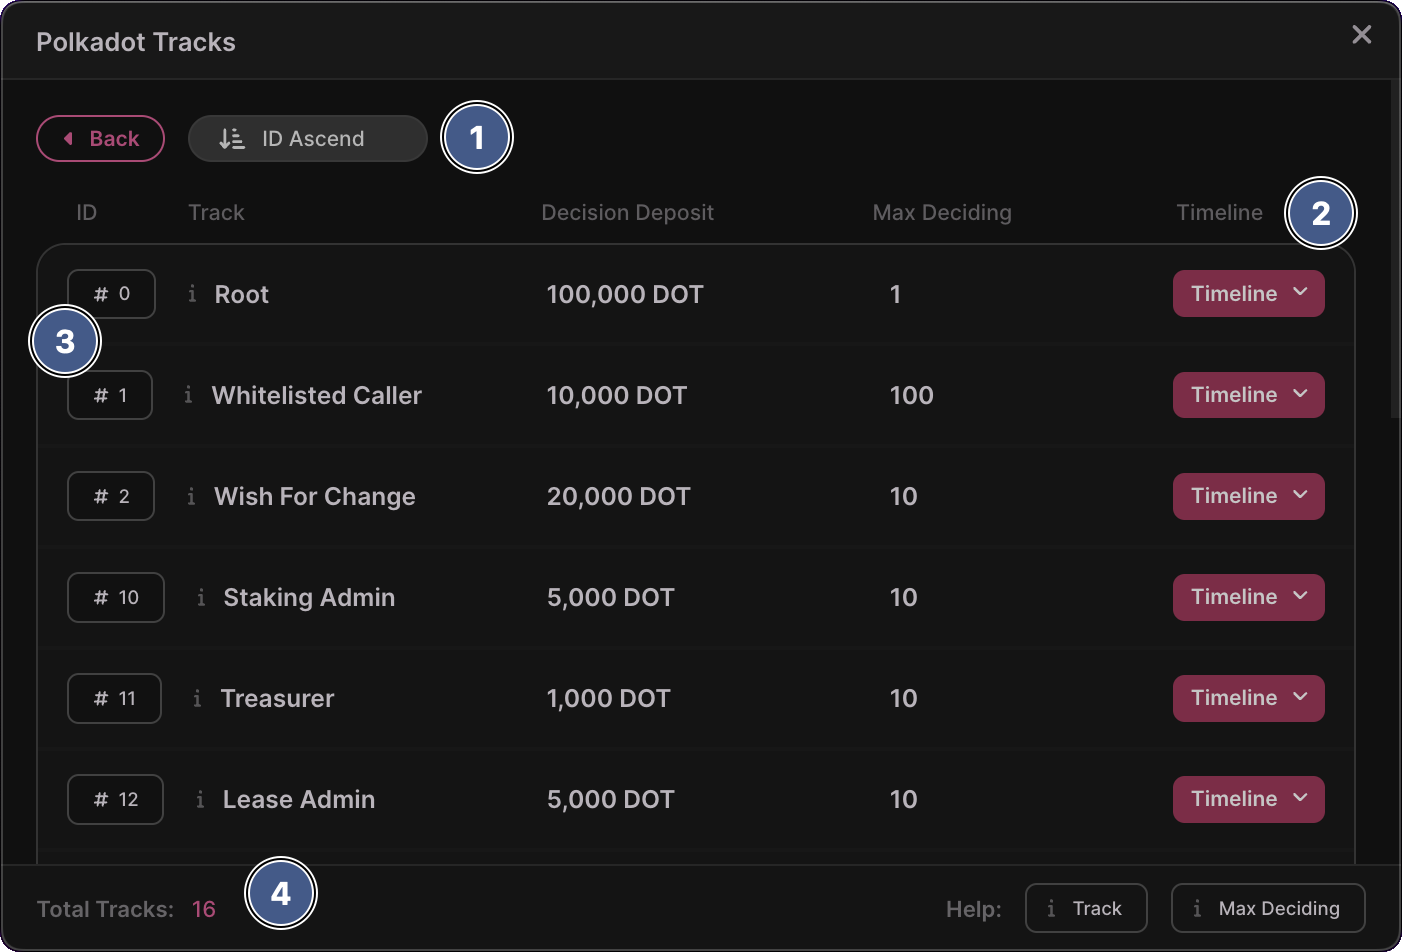 Polkadot Tracks
Back
ID Ascend
1
ID Track Decision Deposit Max Deciding Timeline
2
# 0 i Root 100,000 DOT 1 Timeline
3
# 1 i Whitelisted Caller 10,000 DOT 100 Timeline
# 2 i Wish For Change 20,000 DOT 10 Timeline
# 10 i Staking Admin 5,000 DOT 10 Timeline
# 11 i Treasurer 1,000 DOT 10 Timeline
# 12 i Lease Admin 5,000 DOT 10 Timeline
4
Total Tracks: 16 Help: i Track i Max Deciding